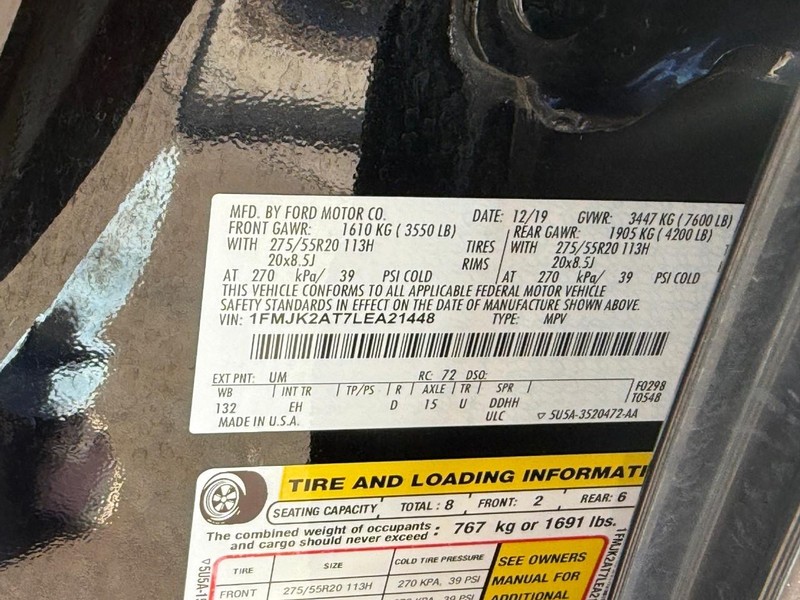 MFD. BY FORD MOTOR CO. DATE: 12/19 GVWR: 3447 KG (7600 LB)
FRONT GAWR: 1610 KG (3550 LB) REAR GAWR: 1905 KG (4200 LB)
WITH 275/55R20 113H TIRES WITH 275/55R20 113H
20x8.5J RIMS 20x8.5J
AT 270 kPa/ 39 PSI COLD AT 270 kPa/ 39 PSI COLD
THIS VEHICLE CONFORMS TO ALL APPLICABLE FEDERAL MOTOR VEHICLE
SAFETY STANDARDS IN EFFECT ON THE DATE OF MANUFACTURE SHOWN ABOVE.
VIN: 1FMJK2AT7LEA21448 TYPE: MPV
EXT PNT: UM RC: 72 DSO:
WB INT TR TP/PS R AXLE TR SPR F0298
132 EH D 15 U DDHH T0548
MADE IN U.S.A. ULC ▽ 5U5A-3520472-AA
TIRE AND LOADING INFORMATI
SEATING CAPACITY TOTAL : 8 FRONT: 2 REAR: 6
The combined weight of occupants and cargo should never exceed : 767 kg or 1691 lbs.
TIRE SIZE COLD TIRE PRESSURE SEE OWNERS
FRONT 275/55R20 113H 270 KPA, 39 PSI MANUAL FOR
ADDITIONAL
▽5U5A-15
1FMJK2AT7LEA2